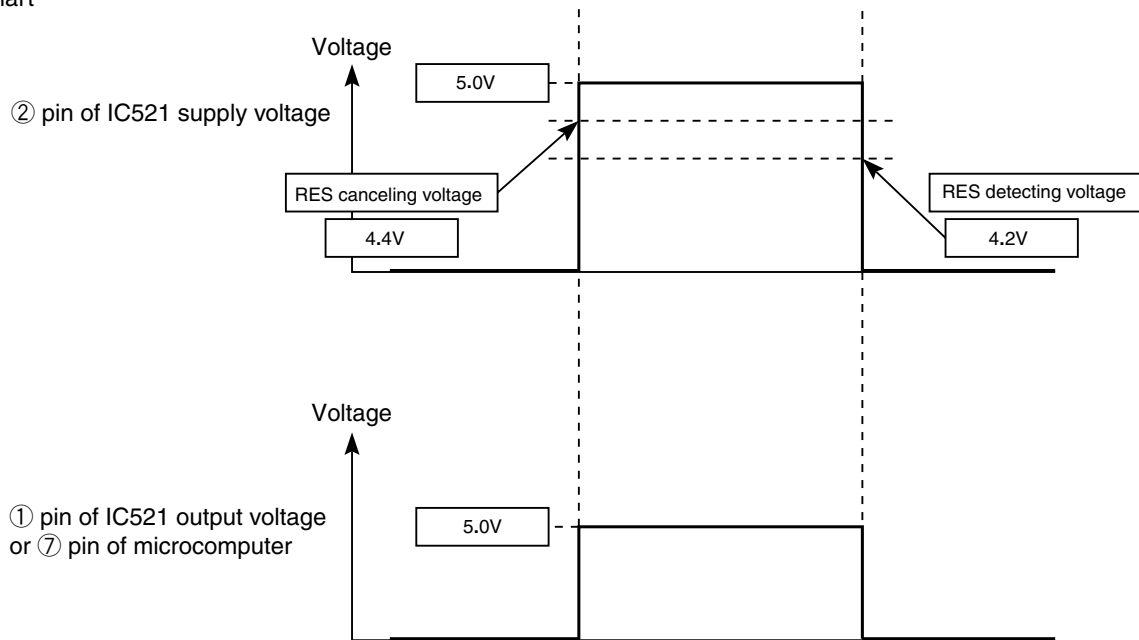 Voltage
5.0V
② pin of IC521 supply voltage
RES canceling voltage
RES detecting voltage
4.4V
4.2V
Voltage
① pin of IC521 output voltage
or ⑦ pin of microcomputer
5.0V